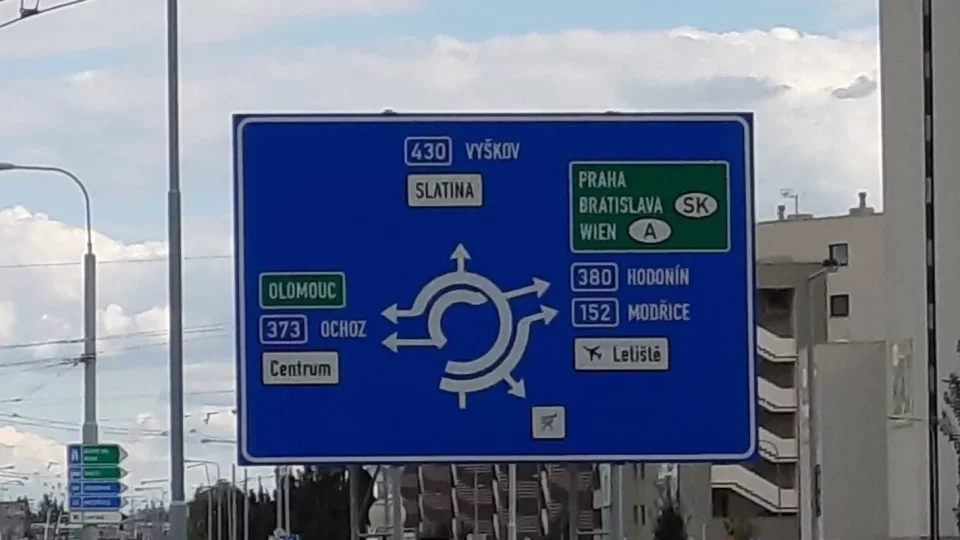 430 VYŠKOV
SLATINA
PRAHA
BRATISLAVA SK
WIEN A
OLOMOUC
373 OCHOZ
Centrum
380 HODONÍN
152 MODŘICE
Letiště